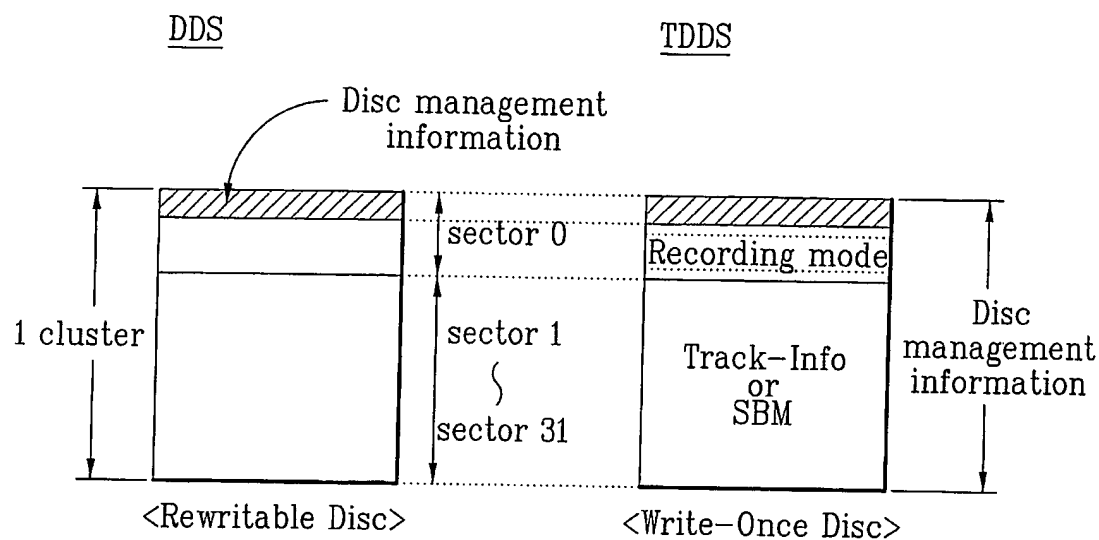 DDS
TDDS
Disc management
information
sector 0
Recording mode
1 cluster
sector 1
sector 31
Track-Info
or
SBM
Disc
management
information
<Rewritable Disc>
<Write-Once Disc>